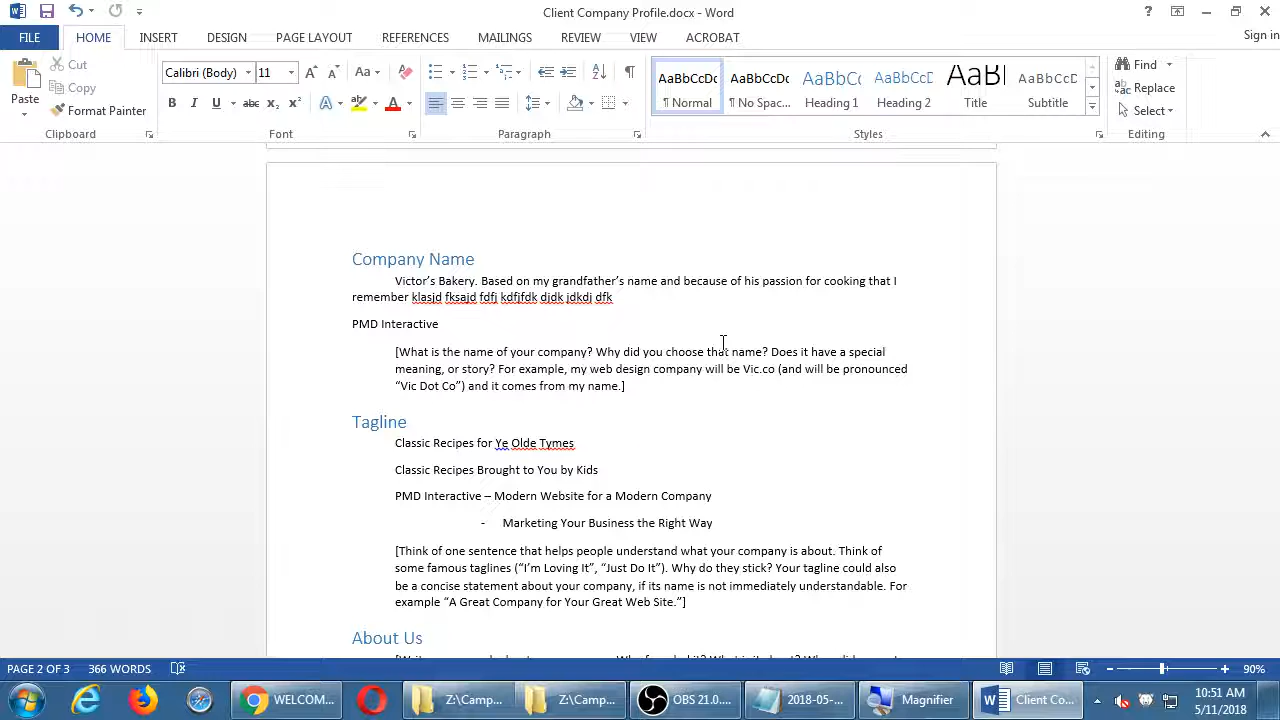 Client Company Profile.docx - Word
Sign in
FILE HOME INSERT DESIGN PAGE LAYOUT REFERENCES MAILINGS REVIEW VIEW ACROBAT
Paste
Cut
Copy
Format Painter
Clipboard
Calibri (Body) 11
Font
Paragraph
AaBbCcDc AaBbCcDc AaBbCc AaBbCcD AaBl AaBbCcD
¶ Normal ¶ No Spac... Heading 1 Heading 2 Title Subtitle
Styles
Find
Replace
Select
Editing
Company Name
Victor’s Bakery. Based on my grandfather’s name and because of his passion for cooking that I
remember klasjd fksajd fdfj kdfjfdk djdk jdkdj dfk
PMD Interactive
[What is the name of your company? Why did you choose that name? Does it have a special
meaning, or story? For example, my web design company will be Vic.co (and will be pronounced
“Vic Dot Co”) and it comes from my name.]
Tagline
Classic Recipes for Ye Olde Tymes
Classic Recipes Brought to You by Kids
PMD Interactive – Modern Website for a Modern Company
- Marketing Your Business the Right Way
[Think of one sentence that helps people understand what your company is about. Think of
some famous taglines (“I’m Loving It”, “Just Do It”). Why do they stick? Your tagline could also
be a concise statement about your company, if its name is not immediately understandable. For
example “A Great Company for Your Great Web Site.”]
About Us
PAGE 2 OF 3 366 WORDS 90%
WELCOM... Z:\Camp... Z:\Camp... OBS 21.0.... 2018-05-... Magnifier Client Co...
10:51 AM
5/11/2018